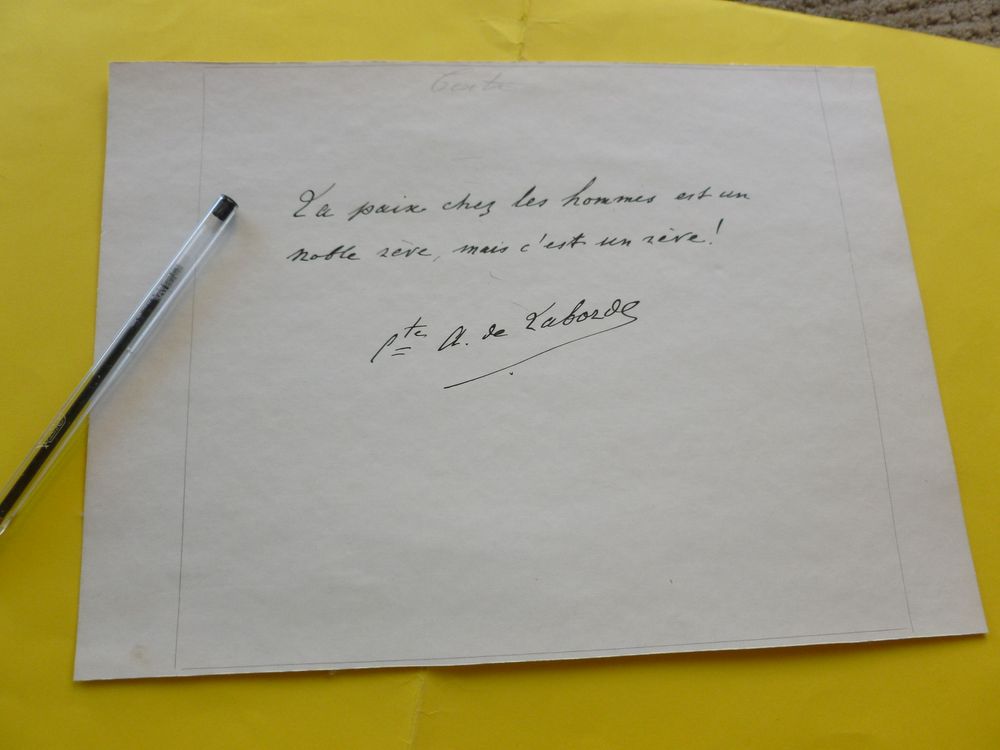 La paix chez les hommes est un
noble rêve, mais c'est un rêve!
Cte A. de Laborde